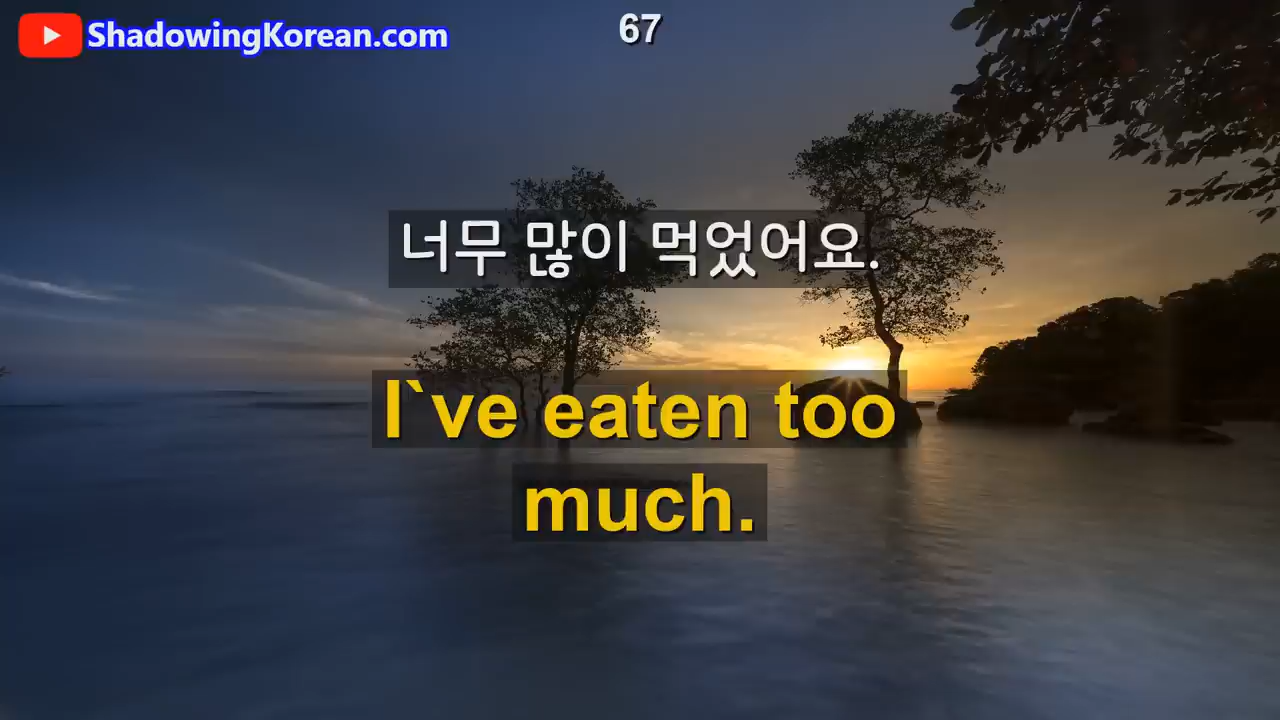 ShadowingKorean.com
67
너무 많이 먹었어요.
I`ve eaten too
much.